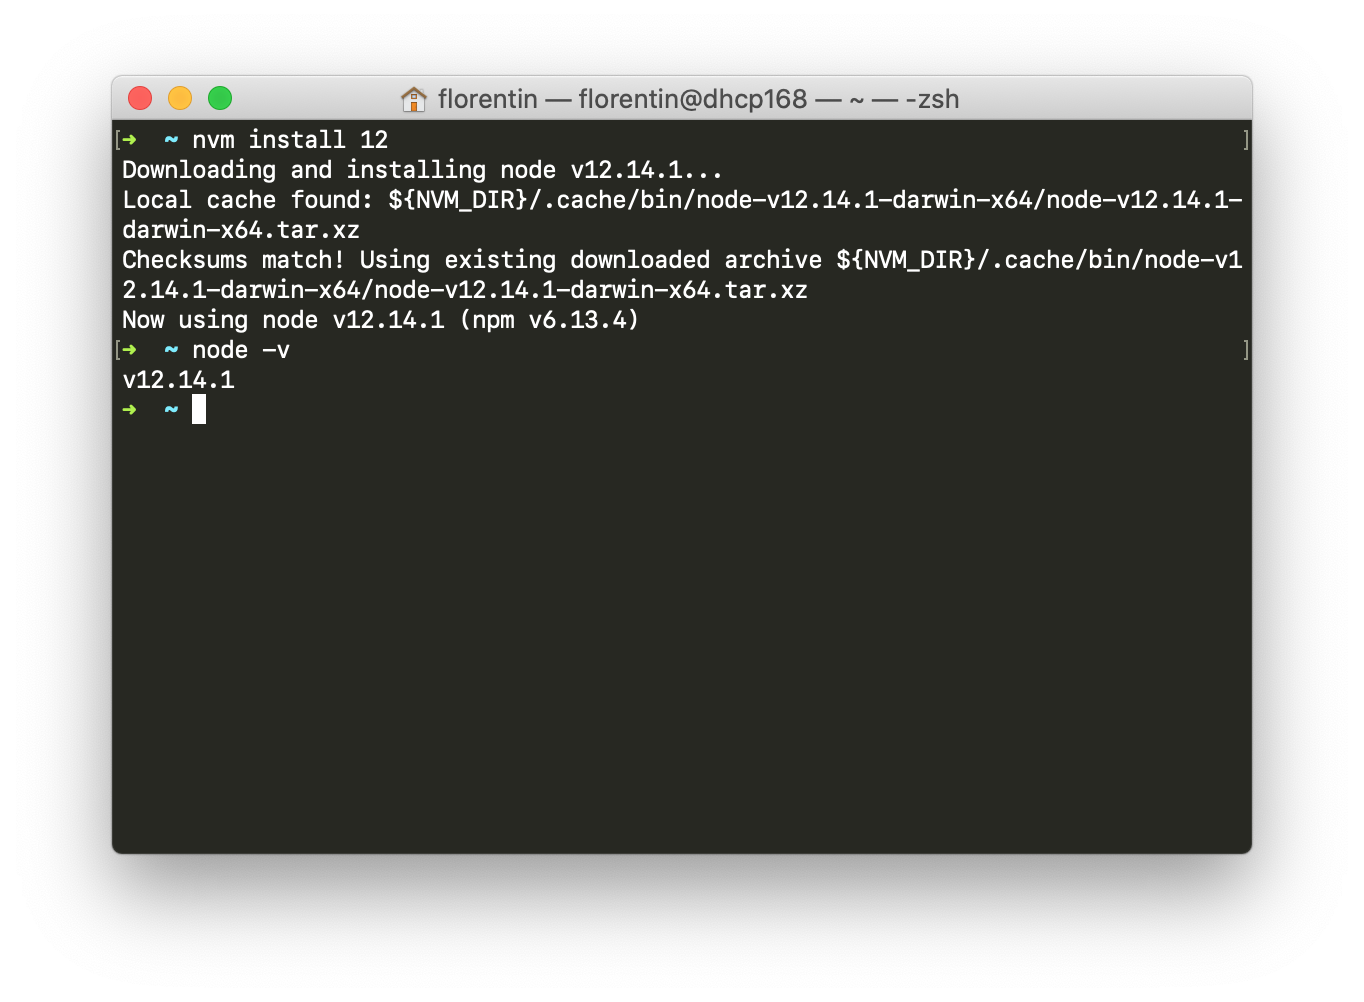 florentin — florentin@dhcp168 — ~ — -zsh
[➜  ~ nvm install 12 ]
Downloading and installing node v12.14.1...
Local cache found: ${NVM_DIR}/.cache/bin/node-v12.14.1-darwin-x64/node-v12.14.1-
darwin-x64.tar.xz
Checksums match! Using existing downloaded archive ${NVM_DIR}/.cache/bin/node-v1
2.14.1-darwin-x64/node-v12.14.1-darwin-x64.tar.xz
Now using node v12.14.1 (npm v6.13.4)
[➜  ~ node -v ]
v12.14.1
➜  ~